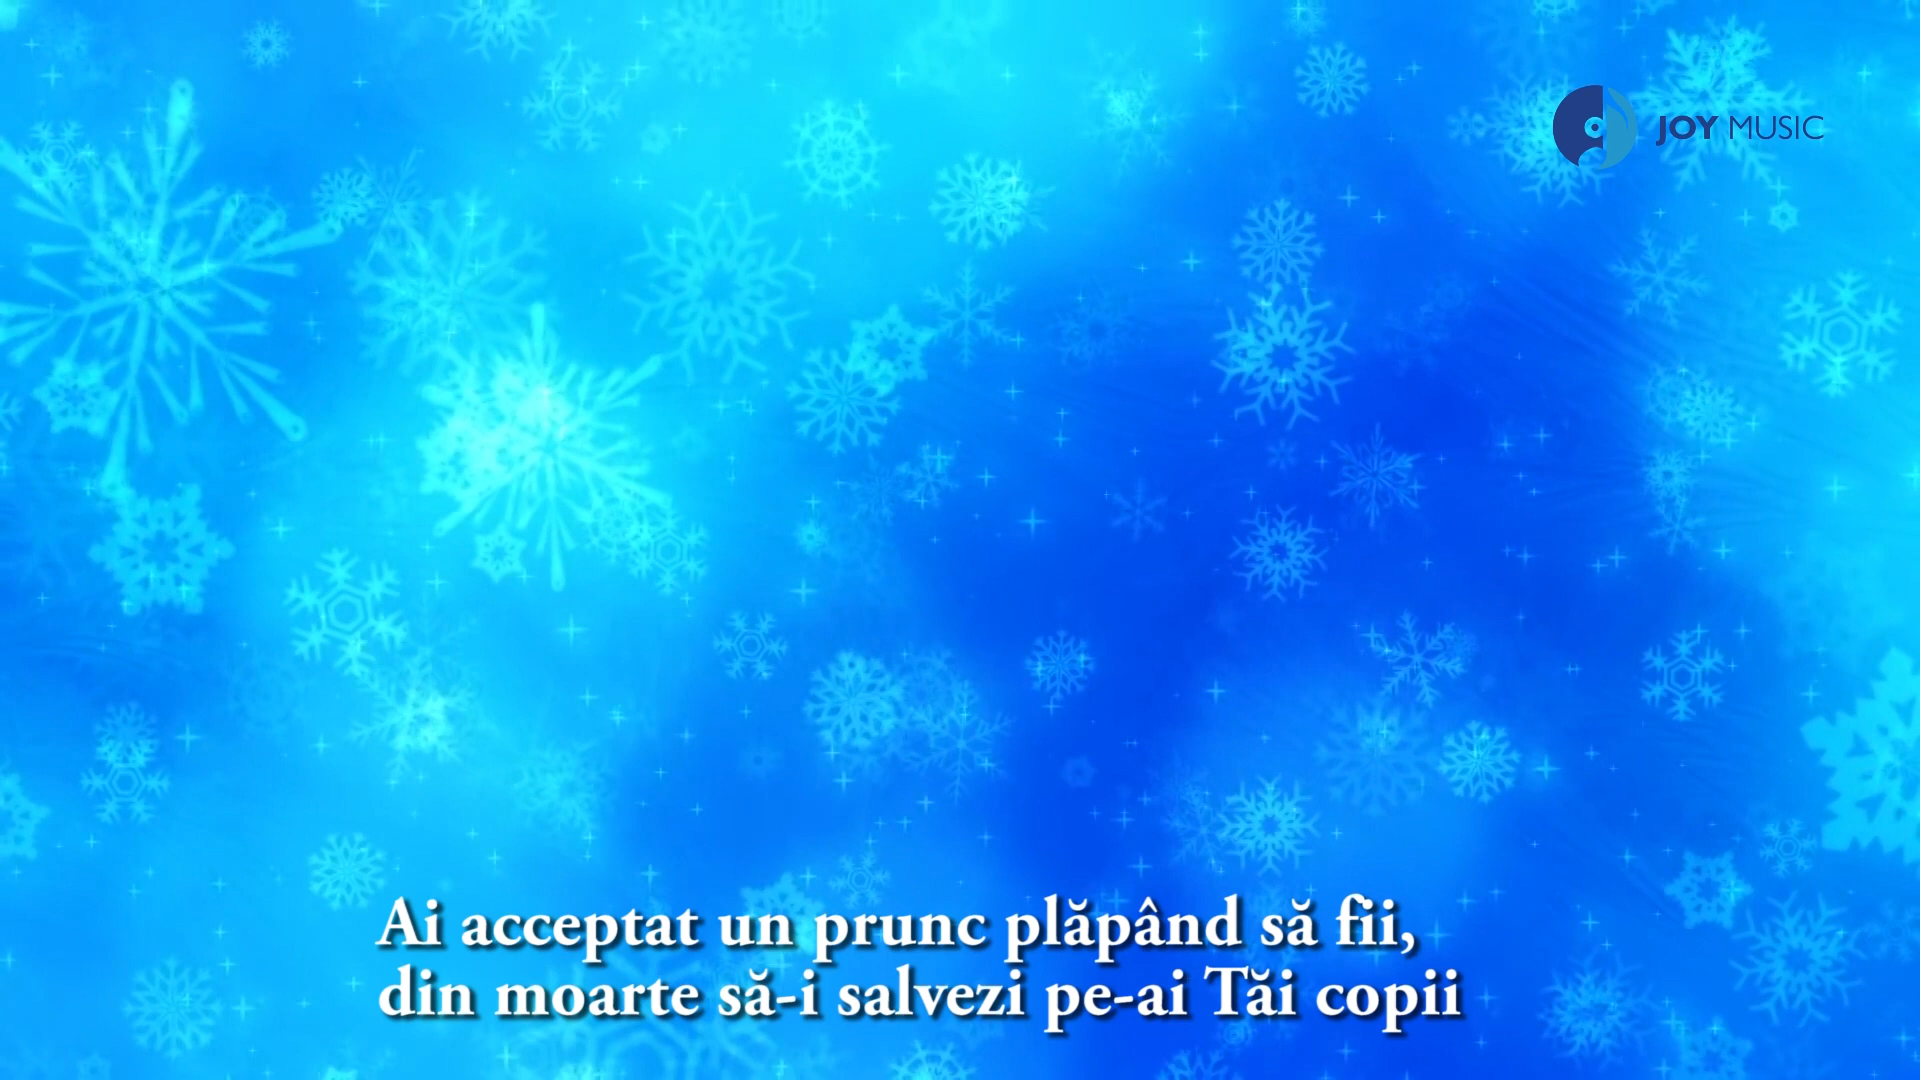 JOY MUSIC
Ai acceptat un prunc plăpând să fii,
din moarte să-i salvezi pe-ai Tăi copii